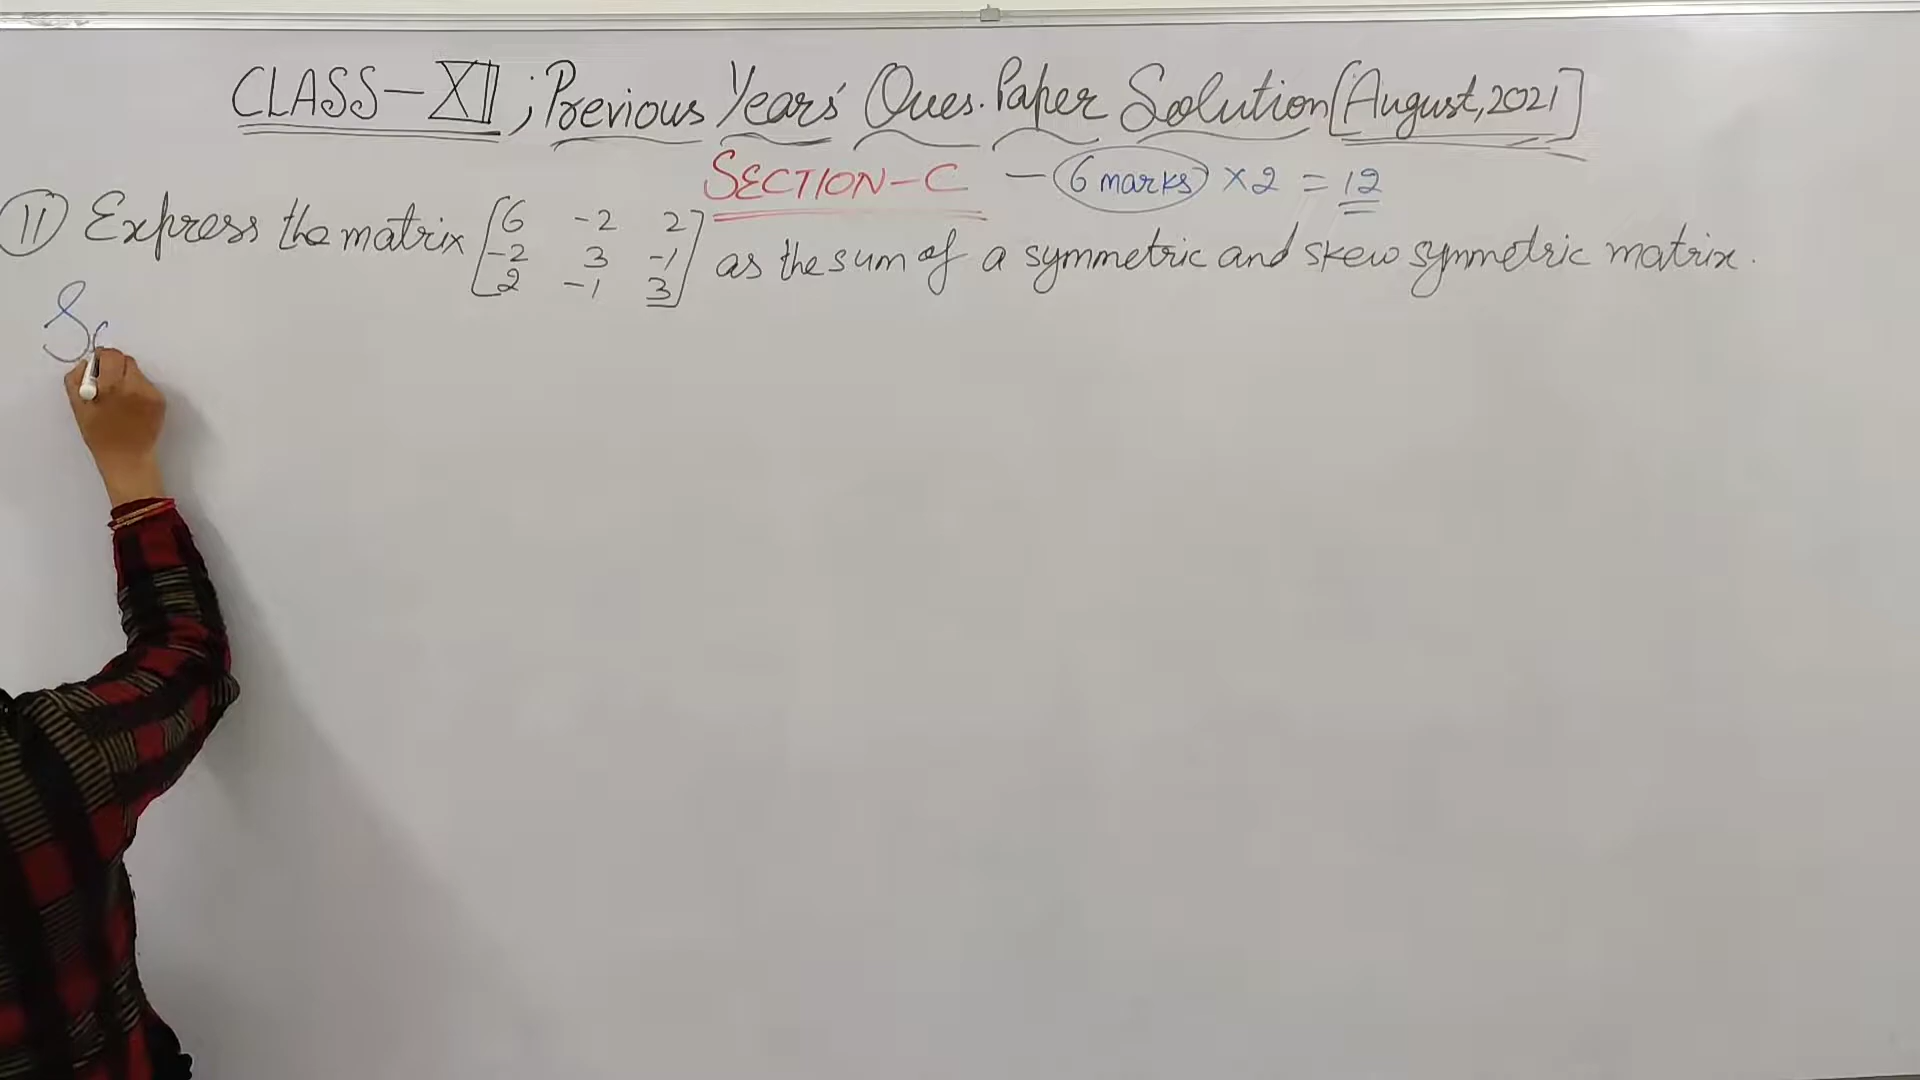 CLASS-XII; Previous Years' Ques. Paper Solution [August, 2021]
SECTION-C - 6 marks × 2 = 12
11 Express the matrix [6 -2 2
-2 3 -1
2 -1 3] as the sum of a symmetric and skew symmetric matrix.
So